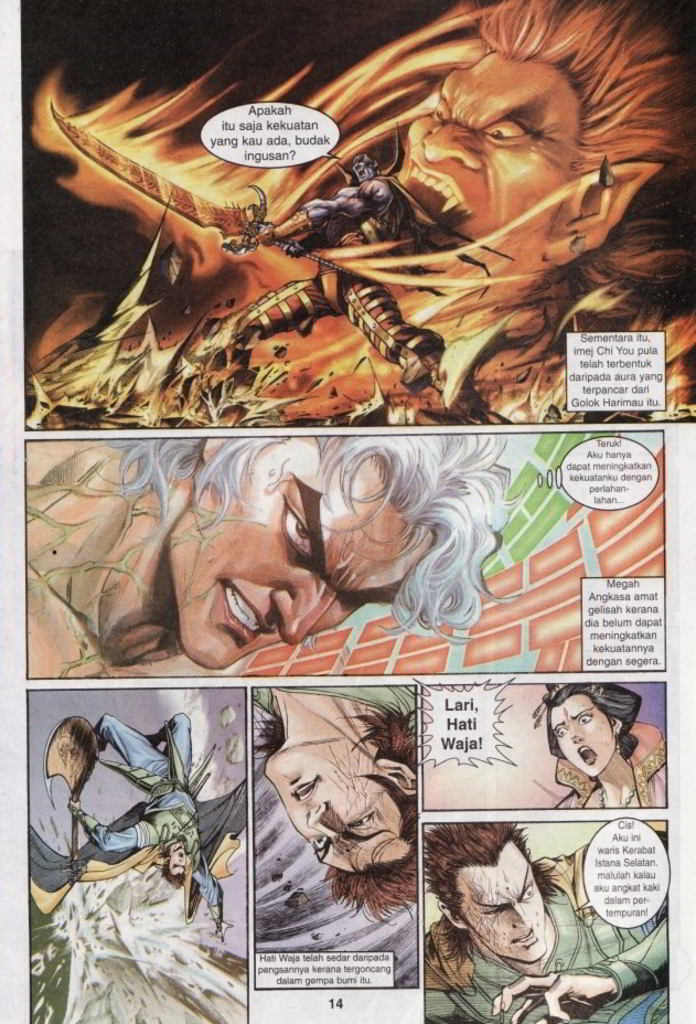 Apakah
itu saja kekuatan
yang kau ada, budak
ingusan?
Sementara itu,
imej Chi You pula
telah terbentuk
daripada aura yang
terpancar dari
Golok Harimau itu.
Teruk!
Aku hanya
dapat meningkatkan
kekuatanku dengan
perlahan-
lahan...
Megah
Angkasa amat
gelisah kerana
dia belum dapat
meningkatkan
kekuatannya
dengan segera.
Hati Waja telah sedar daripada
pengsannya kerana tergoncang
dalam gempa bumi itu.
Lari,
Hati
Waja!
Cis!
Aku ini
waris Kerabat
Istana Selatan.
malulah kalau
aku angkat kaki
dalam per-
tempuran!
14